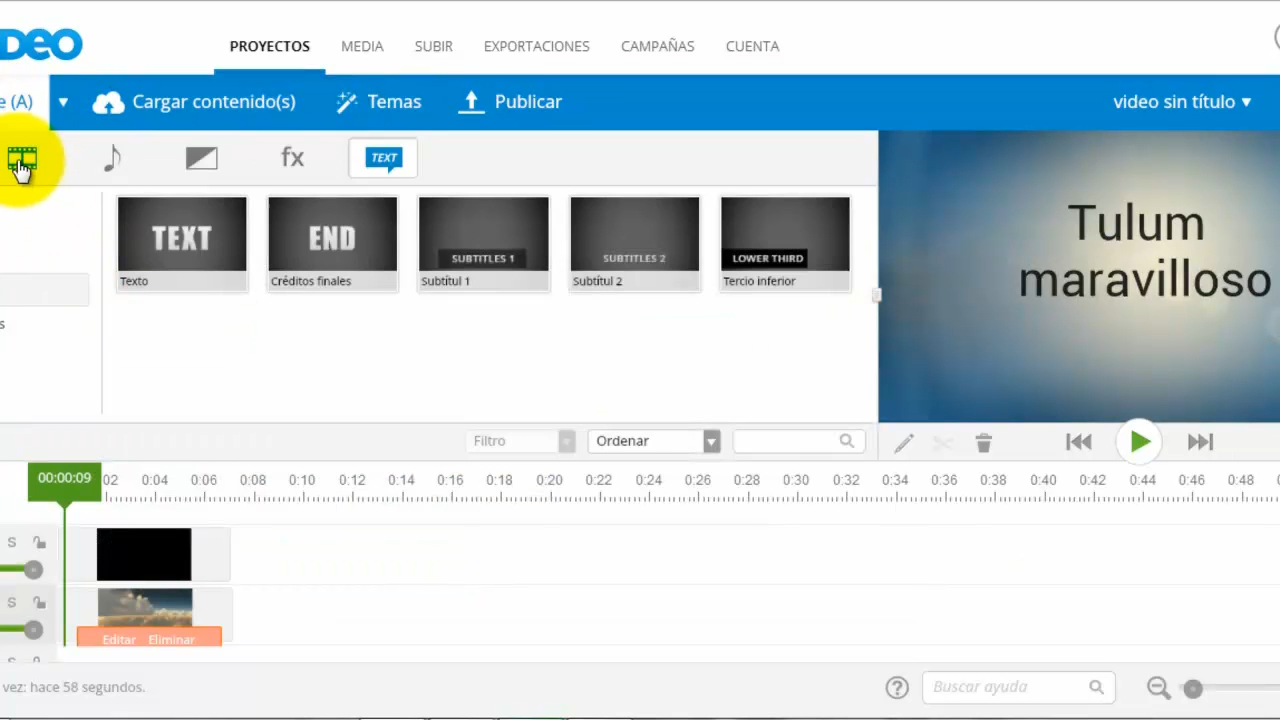 DEO
PROYECTOS MEDIA SUBIR EXPORTACIONES CAMPAÑAS CUENTA
e (A) Cargar contenido(s) Temas Publicar video sin título
fx TEXT
TEXT END SUBTITLES 1 SUBTITLES 2 LOWER THIRD
Texto Créditos finales Subtítul 1 Subtítul 2 Tercio inferior
Tulum
maravilloso
s
Filtro Ordenar
00:00:09 02 0:04 0:06 0:08 0:10 0:12 0:14 0:16 0:18 0:20 0:22 0:24 0:26 0:28 0:30 0:32 0:34 0:36 0:38 0:40 0:42 0:44 0:46 0:48
S
S
Editar Eliminar
vez: hace 58 segundos. Buscar ayuda